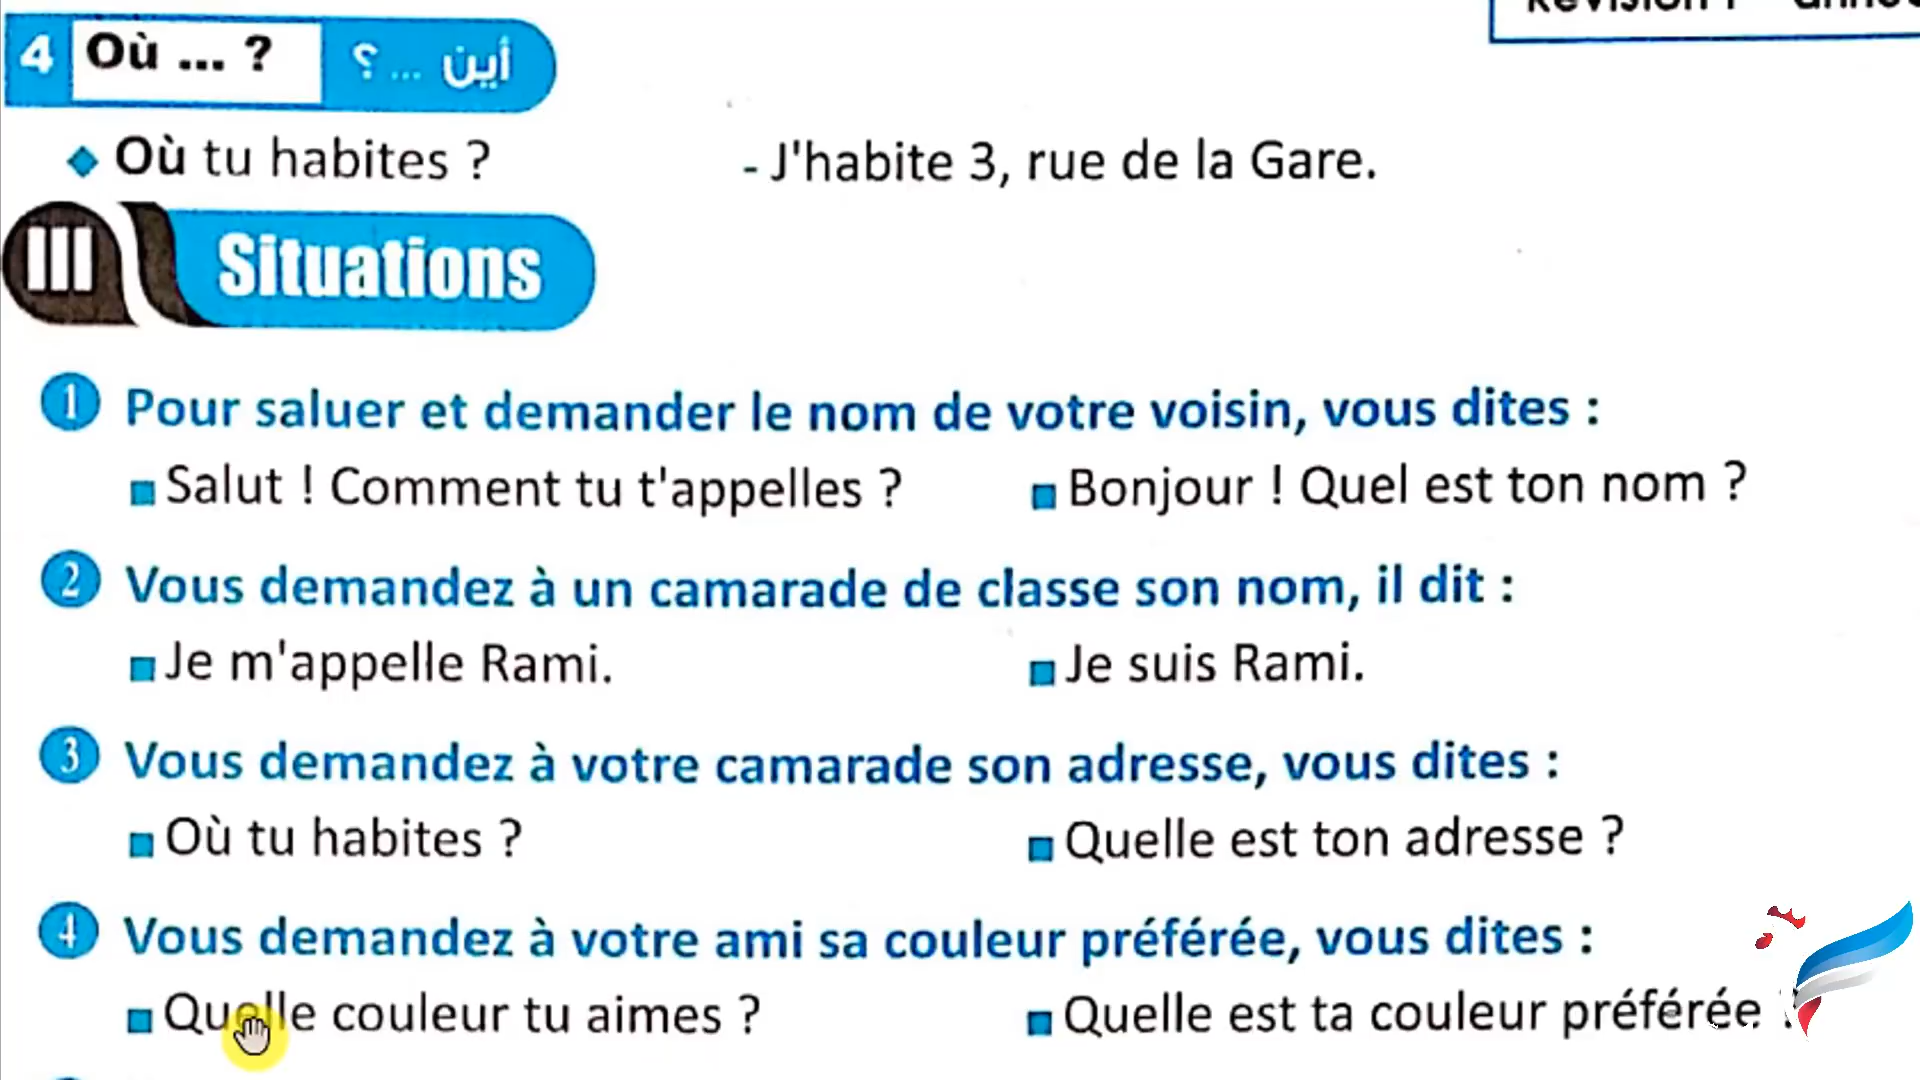 4 Où ... ? أين ... ؟
◆ Où tu habites ? - J'habite 3, rue de la Gare.
III Situations
1 Pour saluer et demander le nom de votre voisin, vous dites :
■ Salut ! Comment tu t'appelles ? ■ Bonjour ! Quel est ton nom ?
2 Vous demandez à un camarade de classe son nom, il dit :
■ Je m'appelle Rami. ■ Je suis Rami.
3 Vous demandez à votre camarade son adresse, vous dites :
■ Où tu habites ? ■ Quelle est ton adresse ?
4 Vous demandez à votre ami sa couleur préférée, vous dites :
■ Quelle couleur tu aimes ? ■ Quelle est ta couleur préférée ?